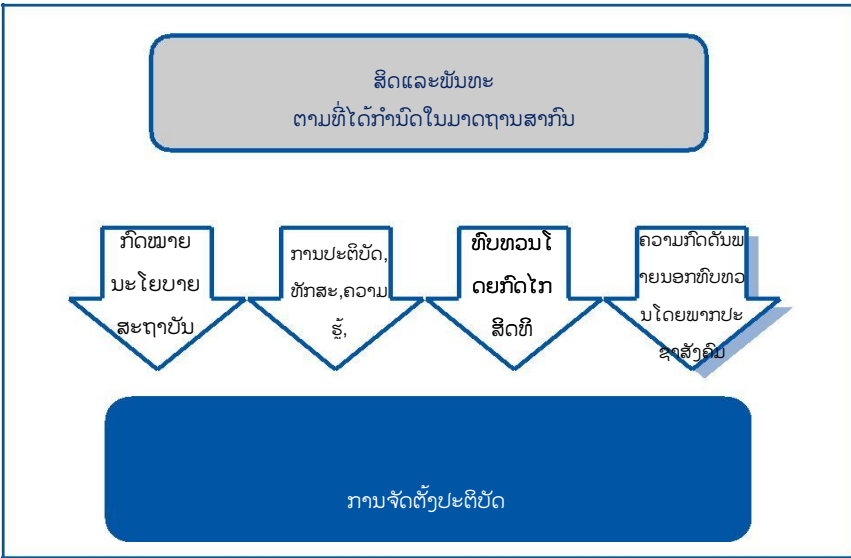 ສິດແລະພັນທະ
ຕາມທີ່ໄດ້ກຳນົດໃນມາດຖານສາກົນ
ກົດໝາຍ
ນະໂຍບາຍ
ສະຖາບັນ
ການປະຕິບັດ,
ທັກສະ,ຄວາມ
ຮູ້,
ທົບທວນໂ
ດຍກົດໄກ
ສິດທິ
ຄວາມກົດດັນພ
າຍນອກທົບທວ
ນໂດຍພາກປະ
ຊາສັງຄົມ
ການຈັດຕັ້ງປະຕິບັດ